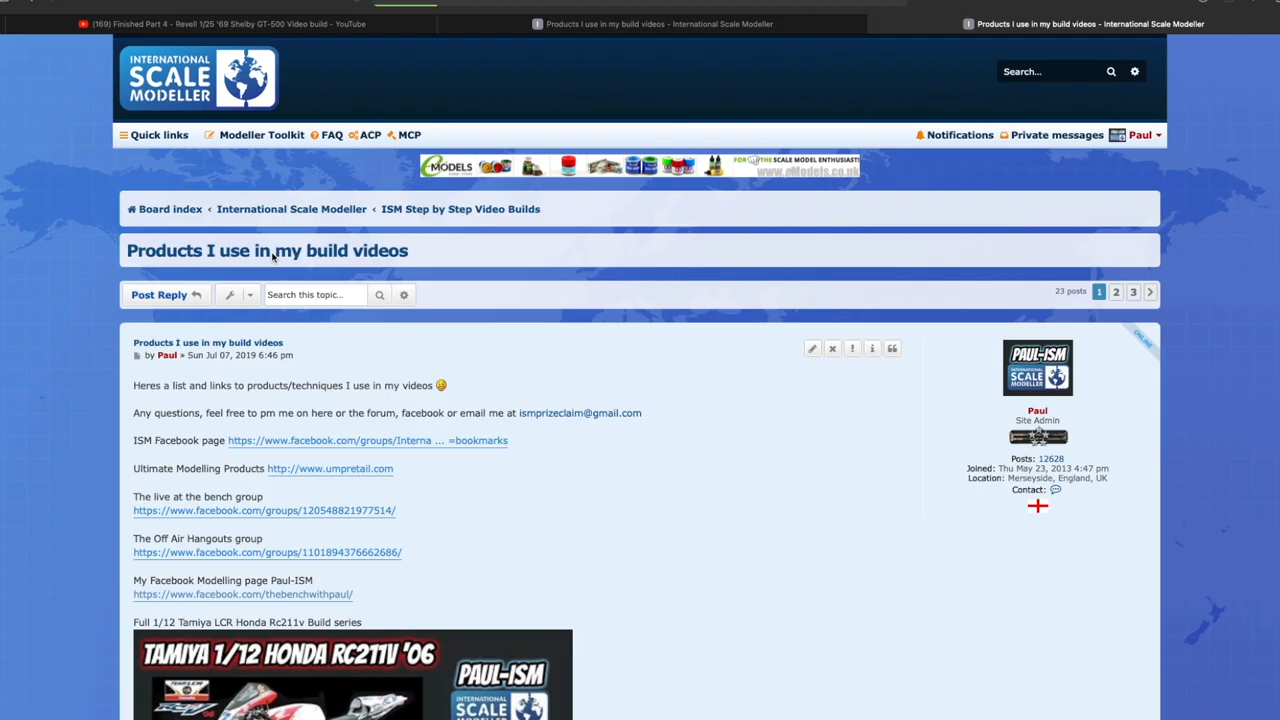 (169) Finished Part 4 - Revell 1/25 '69 Shelby GT-500 Video build - YouTube
Products I use in my build videos - International Scale Modeller
Products I use in my build videos - International Scale Modeller
INTERNATIONAL
SCALE
MODELLER
Search...
Quick links
Modeller Toolkit
FAQ
ACP
MCP
Notifications
Private messages
Paul
eMODELS
FOR THE SCALE MODEL ENTHUSIAST!
www.eModels.co.uk
Board index ‹ International Scale Modeller ‹ ISM Step by Step Video Builds
Products I use in my build videos
Post Reply
Search this topic...
23 posts 1 2 3
Products I use in my build videos
by Paul » Sun Jul 07, 2019 6:46 pm
Heres a list and links to products/techniques I use in my videos
Any questions, feel free to pm me on here or the forum, facebook or email me at ismprizeclaim@gmail.com
ISM Facebook page https://www.facebook.com/groups/Interna ... =bookmarks
Ultimate Modelling Products http://www.umpretail.com
The live at the bench group
https://www.facebook.com/groups/120548821977514/
The Off Air Hangouts group
https://www.facebook.com/groups/1101894376662686/
My Facebook Modelling page Paul-ISM
https://www.facebook.com/thebenchwithpaul/
Full 1/12 Tamiya LCR Honda Rc211v Build series
TAMIYA 1/12 HONDA RC211V '06
PAUL-ISM
INTERNATIONAL
SCALE
ONLINE
PAUL-ISM
INTERNATIONAL
SCALE
MODELLER
Paul
Site Admin
Posts: 12628
Joined: Thu May 23, 2013 4:47 pm
Location: Merseyside, England, UK
Contact: